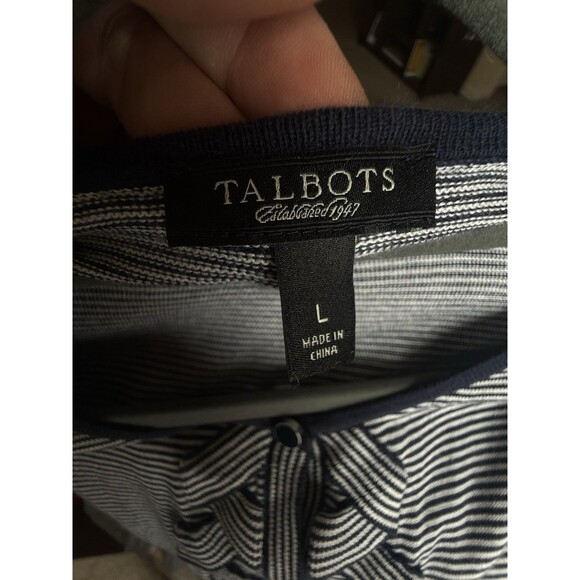 TALBOTS
Established 1947
L
MADE IN
CHINA